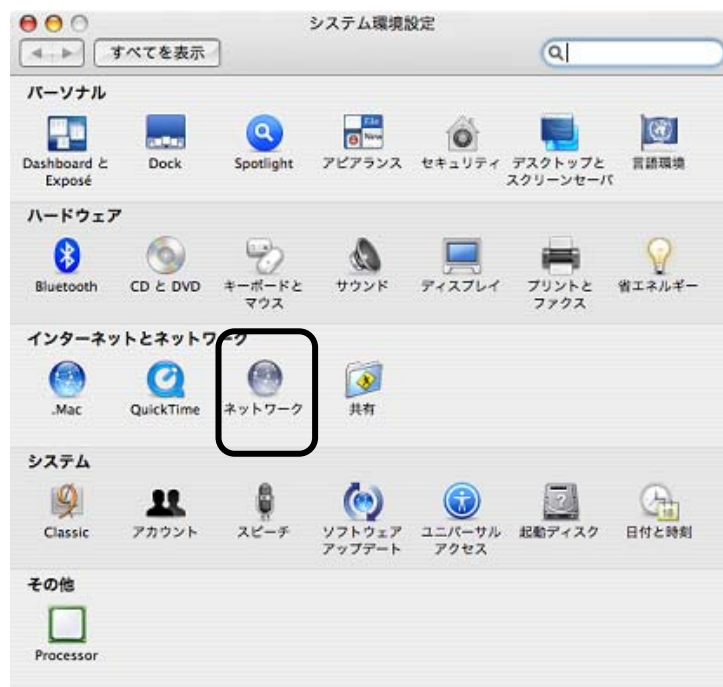 システム環境設定
すべてを表示
パーソナル
Dashboard と
Exposé
Dock
Spotlight
アピアランス
セキュリティ
デスクトップと
スクリーンセーバ
言語環境
ハードウェア
Bluetooth
CD と DVD
キーボードと
マウス
サウンド
ディスプレイ
プリントと
ファクス
省エネルギー
インターネットとネットワーク
.Mac
QuickTime
ネットワーク
共有
システム
Classic
アカウント
スピーチ
ソフトウェア
アップデート
ユニバーサル
アクセス
起動ディスク
日付と時刻
その他
Processor